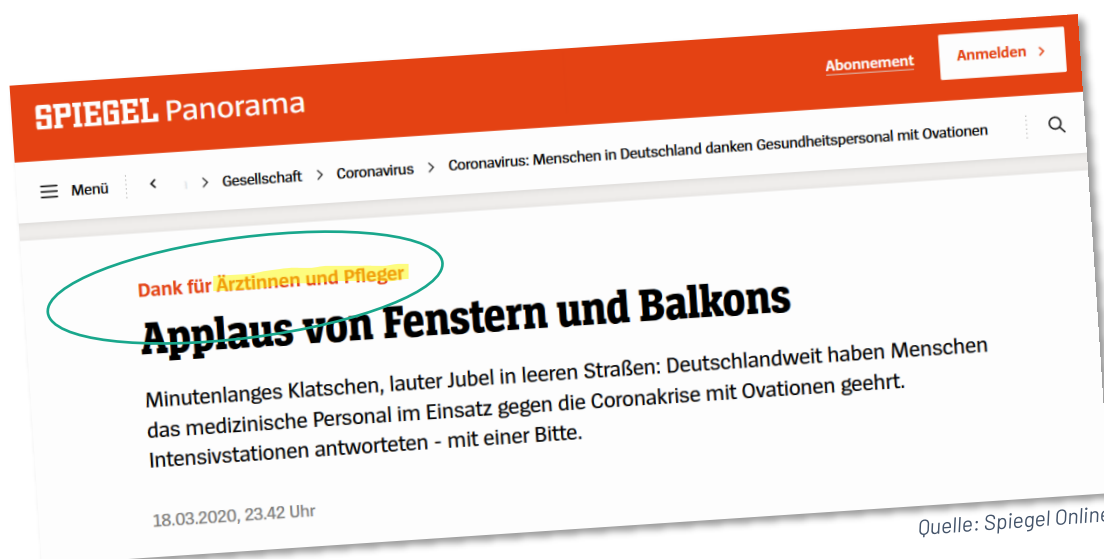 SPIEGEL Panorama
Abonnement
Anmelden
Menü
Gesellschaft
Coronavirus
Coronavirus: Menschen in Deutschland danken Gesundheitspersonal mit Ovationen
Dank für Ärztinnen und Pfleger
Applaus von Fenstern und Balkons
Minutenlanges Klatschen, lauter Jubel in leeren Straßen: Deutschlandweit haben Menschen
das medizinische Personal im Einsatz gegen die Coronakrise mit Ovationen geehrt.
Intensivstationen antworteten - mit einer Bitte.
18.03.2020, 23.42 Uhr
Quelle: Spiegel Online